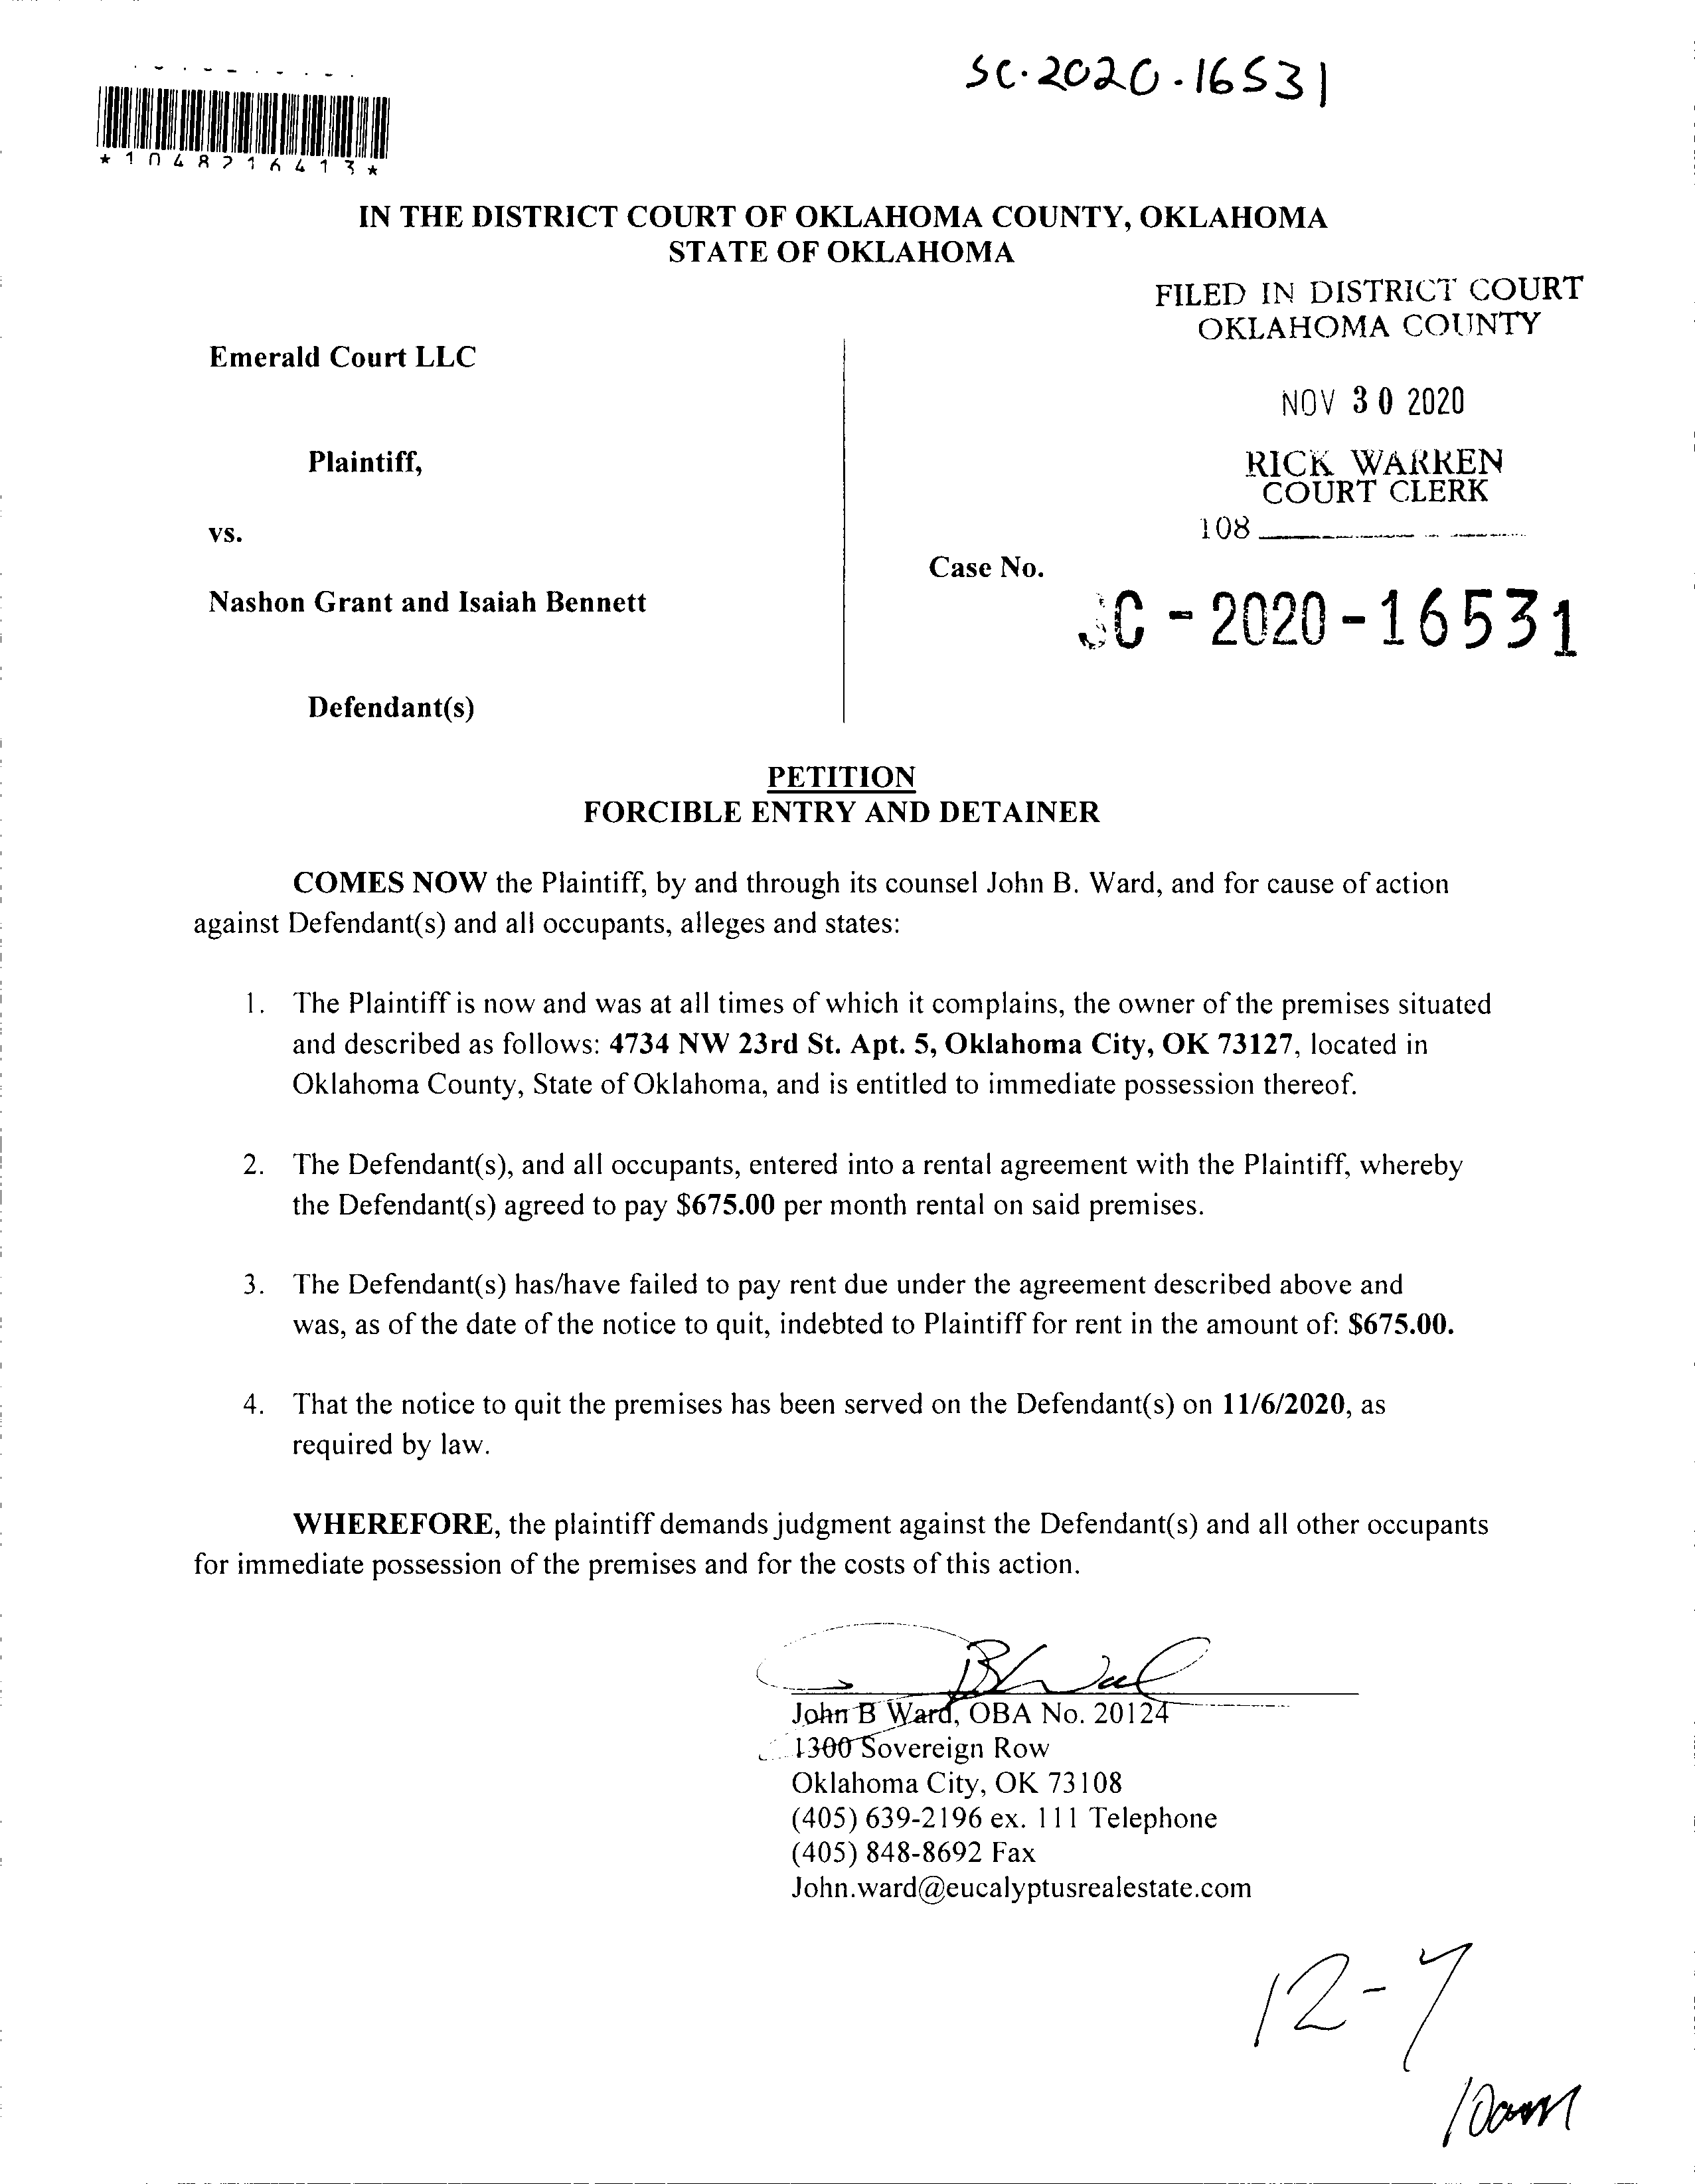 SC-2020-16531
*1048216413*
IN THE DISTRICT COURT OF OKLAHOMA COUNTY, OKLAHOMA
STATE OF OKLAHOMA
FILED IN DISTRICT COURT
OKLAHOMA COUNTY
Emerald Court LLC
NOV 30 2020
Plaintiff,
RICK WARREN
COURT CLERK
108
vs.
Case No.
Nashon Grant and Isaiah Bennett
SC-2020-16531
Defendant(s)
PETITION
FORCIBLE ENTRY AND DETAINER
COMES NOW the Plaintiff, by and through its counsel John B. Ward, and for cause of action
against Defendant(s) and all occupants, alleges and states:
1. The Plaintiff is now and was at all times of which it complains, the owner of the premises situated
and described as follows: 4734 NW 23rd St. Apt. 5, Oklahoma City, OK 73127, located in
Oklahoma County, State of Oklahoma, and is entitled to immediate possession thereof.
2. The Defendant(s), and all occupants, entered into a rental agreement with the Plaintiff, whereby
the Defendant(s) agreed to pay $675.00 per month rental on said premises.
3. The Defendant(s) has/have failed to pay rent due under the agreement described above and
was, as of the date of the notice to quit, indebted to Plaintiff for rent in the amount of: $675.00.
4. That the notice to quit the premises has been served on the Defendant(s) on 11/6/2020, as
required by law.
WHEREFORE, the plaintiff demands judgment against the Defendant(s) and all other occupants
for immediate possession of the premises and for the costs of this action.
John B Ward, OBA No. 20124
1300 Sovereign Row
Oklahoma City, OK 73108
(405) 639-2196 ex. 111 Telephone
(405) 848-8692 Fax
John.ward@eucalyptusrealestate.com
12-7
10am